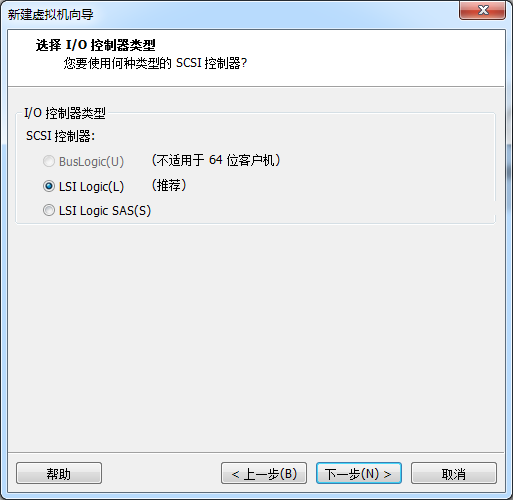 新建虚拟机向导
选择 I/O 控制器类型
您要使用何种类型的 SCSI 控制器?
I/O 控制器类型
SCSI 控制器:
BusLogic(U) (不适用于 64 位客户机)
LSI Logic(L) (推荐)
LSI Logic SAS(S)
帮助 < 上一步(B) 下一步(N) > 取消